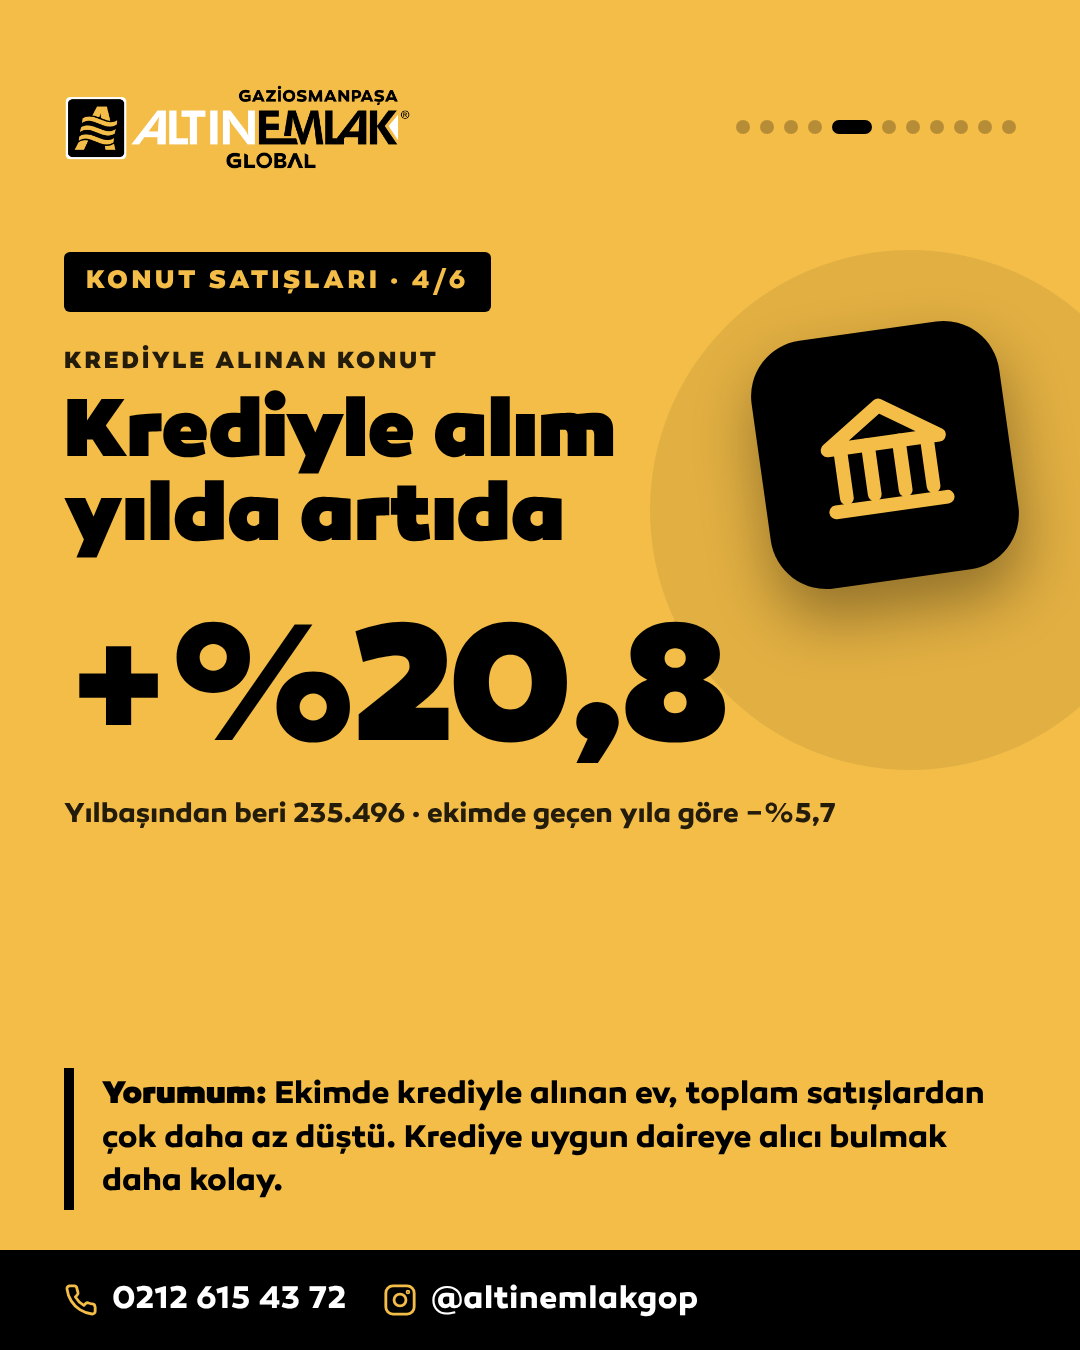 GAZİOSMANPAŞA
ALTINEMLAK®
GLOBAL
KONUT SATIŞLARI · 4/6
KREDİYLE ALINAN KONUT
Krediyle alım
yılda artıda
+%20,8
Yılbaşından beri 235.496 · ekimde geçen yıla göre −%5,7
Yorumum: Ekimde krediyle alınan ev, toplam satışlardan
çok daha az düştü. Krediye uygun daireye alıcı bulmak
daha kolay.
0212 615 43 72 @altinemlakgop